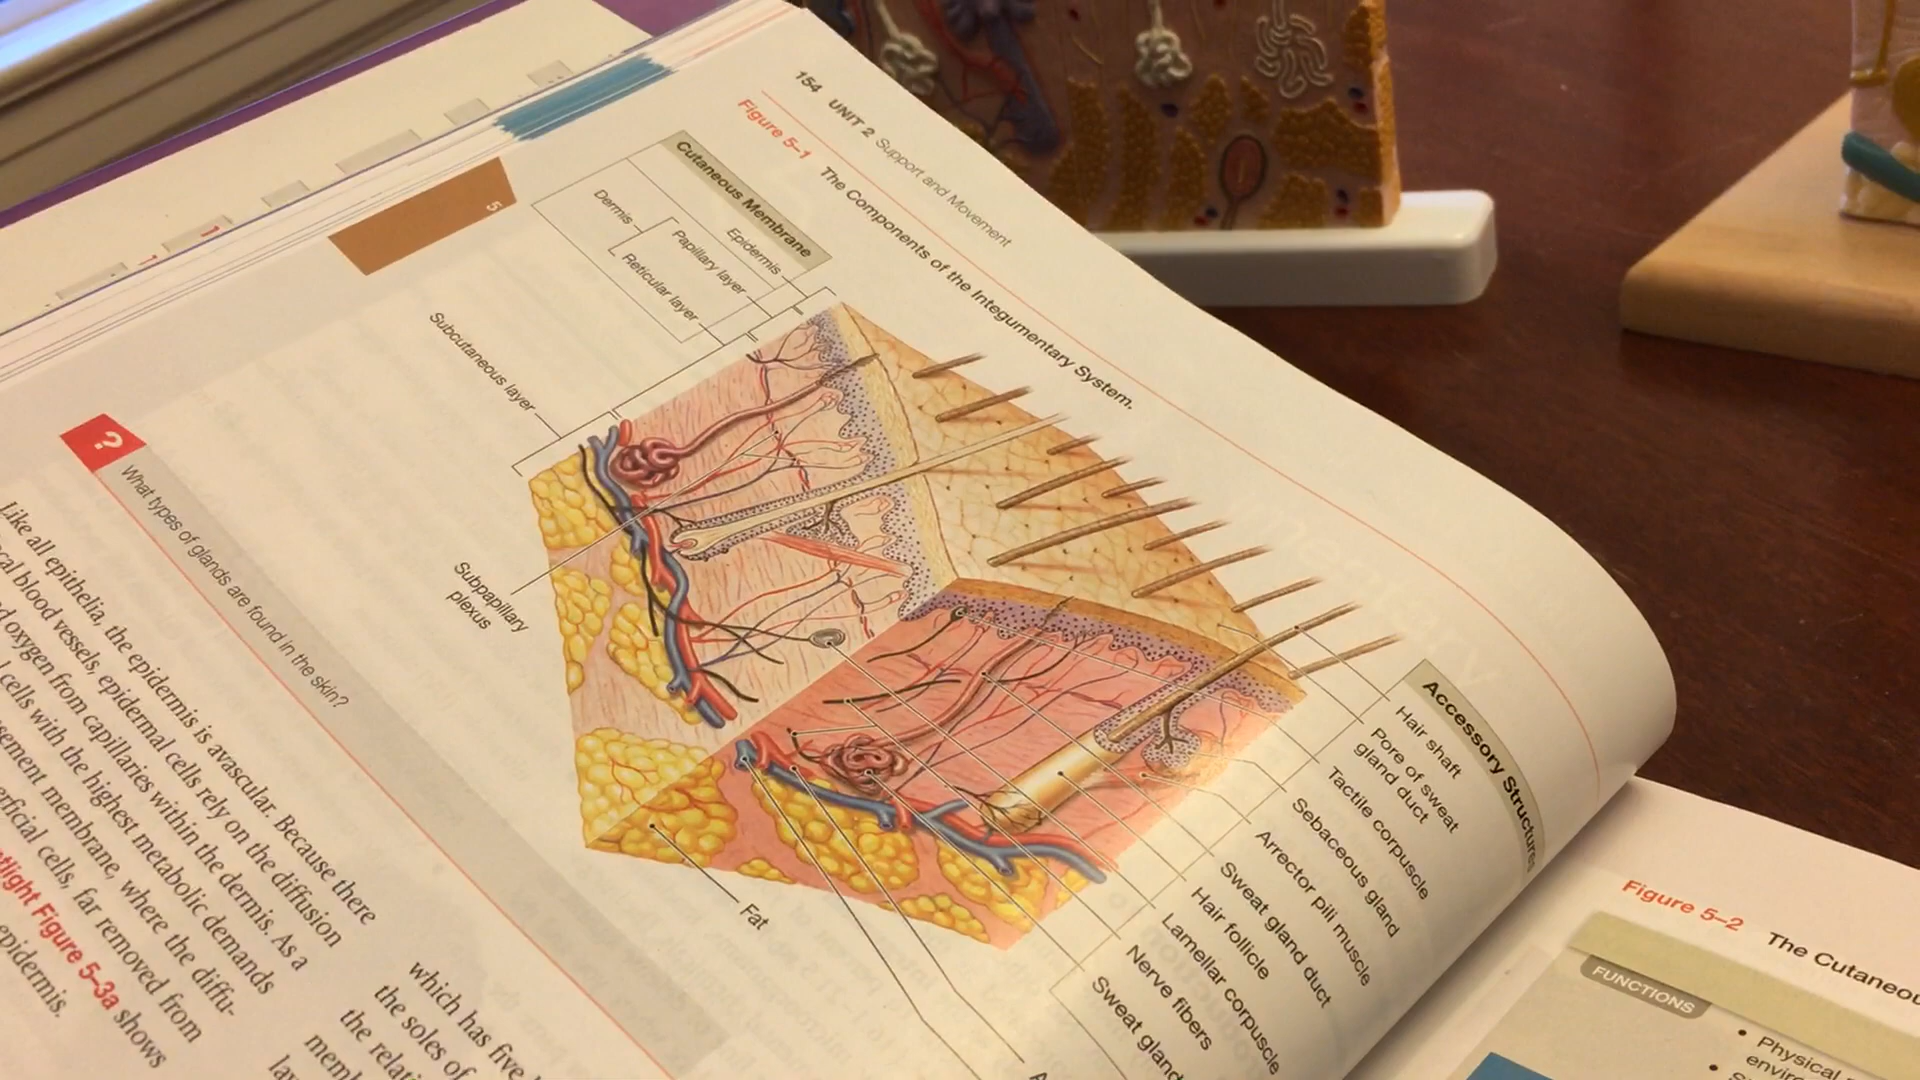 154 UNIT 2 Support and Movement
Figure 5–1 The Components of the Integumentary System.
Cutaneous Membrane
Epidermis
Dermis
Papillary layer
Reticular layer
Subcutaneous layer
Subpapillary
plexus
Fat
Accessory Structures
Hair shaft
Pore of sweat
gland duct
Tactile corpuscle
Sebaceous gland
Arrector pili muscle
Sweat gland duct
Hair follicle
Lamellar corpuscle
Nerve fibers
Sweat gland
5
?
What types of glands are found in the skin?
Like all epithelia, the epidermis is avascular. Because there
blood vessels, epidermal cells rely on the diffusion
oxygen from capillaries within the dermis. As a
cells with the highest metabolic demands
membrane, where the diffu-
cells, far removed from
Figure 5–3a shows
epidermis.
which has five
the soles of
the
Figure 5–2 The
FUNCTIONS
• Physical